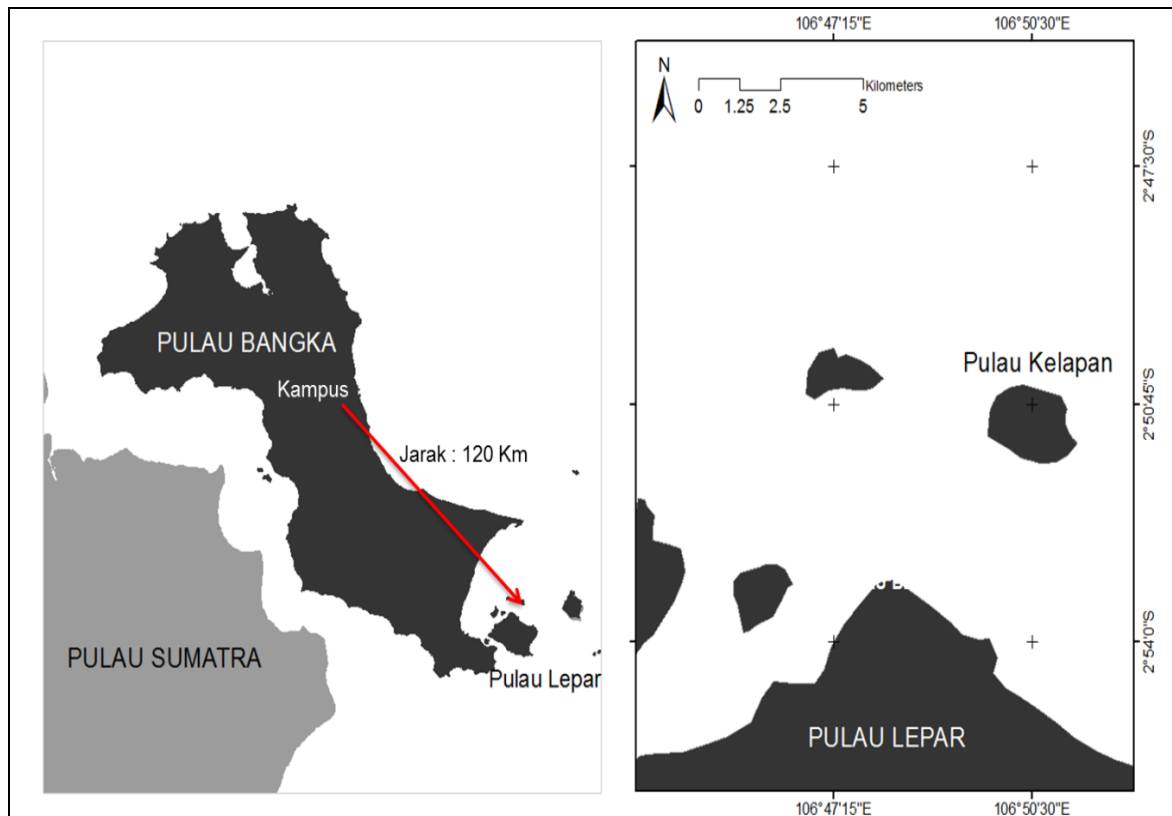 PULAU BANGKA
Kampus
Jarak : 120 Km
PULAU SUMATRA
Pulau Lepar
106°47'15"E 106°50'30"E
N
Kilometers
0 1.25 2.5 5
2°47'30"S
Pulau Kelapan
2°50'45"S
2°54'0"S
PULAU LEPAR
106°47'15"E 106°50'30"E